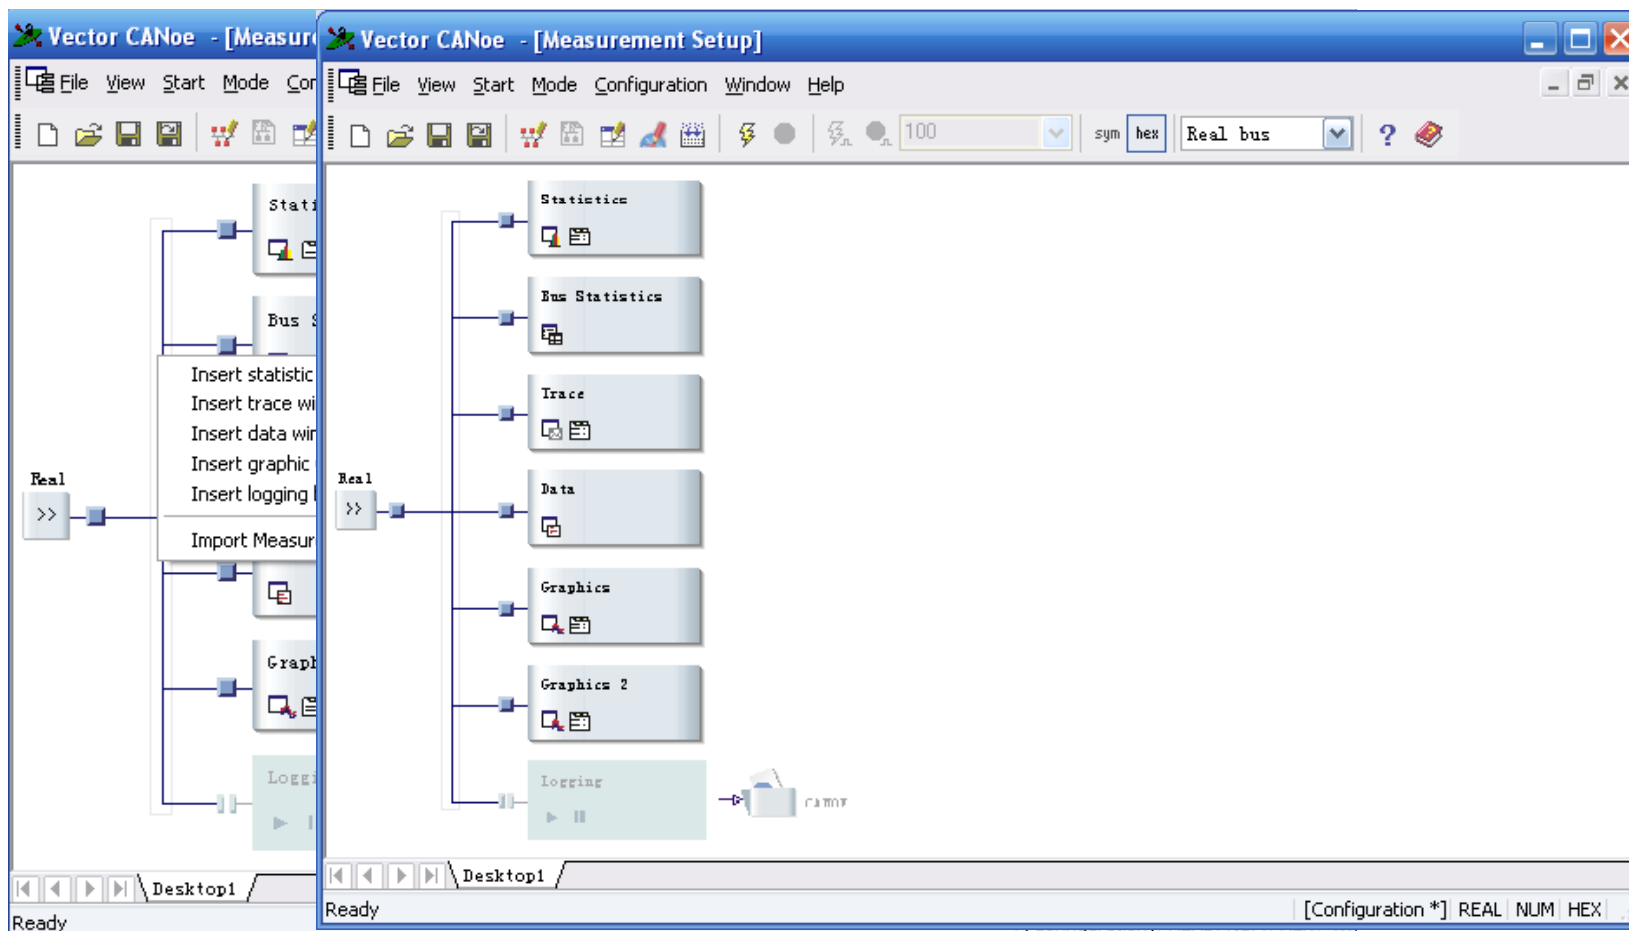 Vector CANoe - [Measur
File View Start Mode Cor
Stati
Bus S
Insert statistic
Insert trace wi
Insert data wir
Insert graphic
Insert logging
Import Measur
Real
>>
Graph
Loggi
Desktop1
Ready
Vector CANoe - [Measurement Setup]
File View Start Mode Configuration Window Help
100
sym hex Real bus
Statistics
Bus Statistics
Trace
Real
>>
Data
Graphics
Graphics 2
Logging
Desktop1
Ready
[Configuration *] REAL NUM HEX